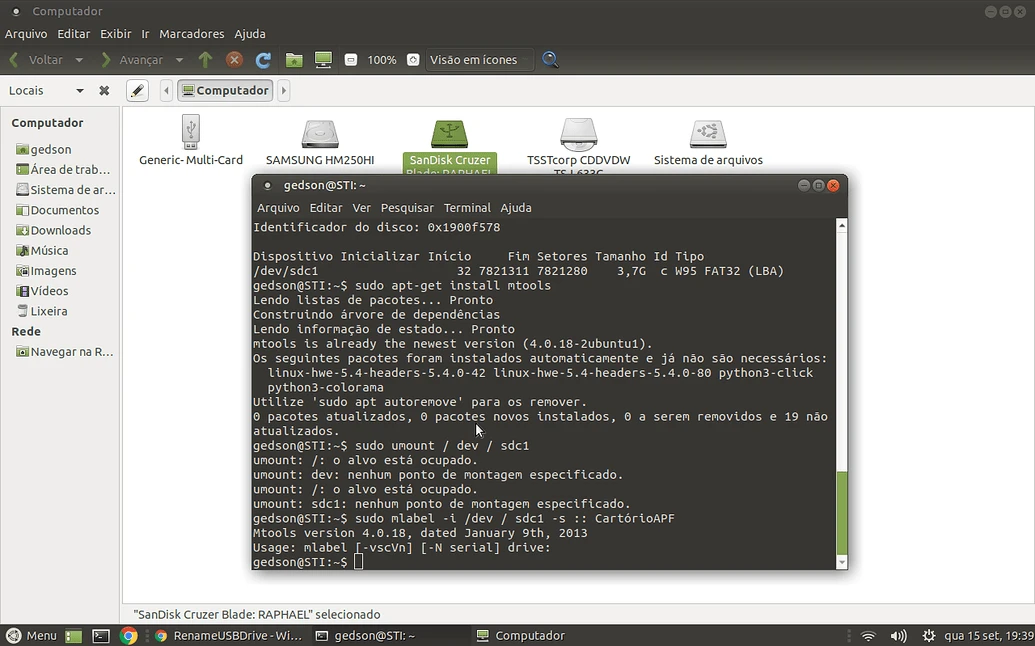 Computador
Arquivo Editar Exibir Ir Marcadores Ajuda
Voltar Avançar 100% Visão em ícones
Locais Computador
Computador
gedson
Área de trab...
Sistema de ar...
Documentos
Downloads
Música
Imagens
Vídeos
Lixeira
Rede
Navegar na R...
Generic-Multi-Card SAMSUNG HM250HI SanDisk Cruzer TSSTcorp CDDVDW Sistema de arquivos
Blade: RAPHAEL TS-L633C
gedson@STI: ~
Arquivo Editar Ver Pesquisar Terminal Ajuda
Identificador do disco: 0x1900f578
Dispositivo Inicializar Início Fim Setores Tamanho Id Tipo
/dev/sdc1 32 7821311 7821280 3,7G c W95 FAT32 (LBA)
gedson@STI:~$ sudo apt-get install mtools
Lendo listas de pacotes... Pronto
Construindo árvore de dependências
Lendo informação de estado... Pronto
mtools is already the newest version (4.0.18-2ubuntu1).
Os seguintes pacotes foram instalados automaticamente e já não são necessários:
linux-hwe-5.4-headers-5.4.0-42 linux-hwe-5.4-headers-5.4.0-80 python3-click
python3-colorama
Utilize 'sudo apt autoremove' para os remover.
0 pacotes atualizados, 0 pacotes novos instalados, 0 a serem removidos e 19 não
atualizados.
gedson@STI:~$ sudo umount / dev / sdc1
umount: /: o alvo está ocupado.
umount: dev: nenhum ponto de montagem especificado.
umount: /: o alvo está ocupado.
umount: sdc1: nenhum ponto de montagem especificado.
gedson@STI:~$ sudo mlabel -i /dev / sdc1 -s :: CartórioAPF
Mtools version 4.0.18, dated January 9th, 2013
Usage: mlabel [-vscVn] [-N serial] drive:
gedson@STI:~$
"SanDisk Cruzer Blade: RAPHAEL" selecionado
Menu RenameUSBDrive - Wi... gedson@STI: ~ Computador qua 15 set, 19:39